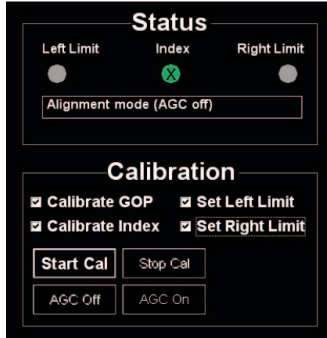 Status
Left Limit Index Right Limit
X
Alignment mode (AGC off)
Calibration
Calibrate GOP Set Left Limit
Calibrate Index Set Right Limit
Start Cal Stop Cal
AGC Off AGC On